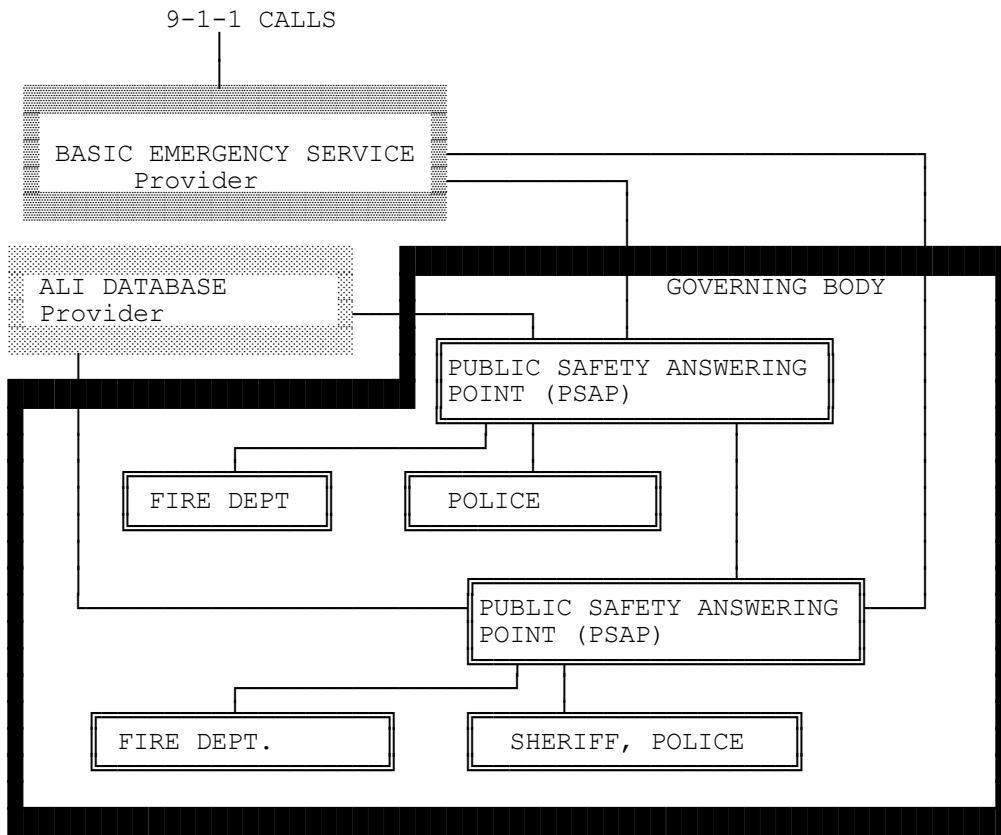 9-1-1 CALLS
BASIC EMERGENCY SERVICE
Provider
ALI DATABASE
Provider
GOVERNING BODY
PUBLIC SAFETY ANSWERING
POINT (PSAP)
FIRE DEPT
POLICE
PUBLIC SAFETY ANSWERING
POINT (PSAP)
FIRE DEPT.
SHERIFF, POLICE